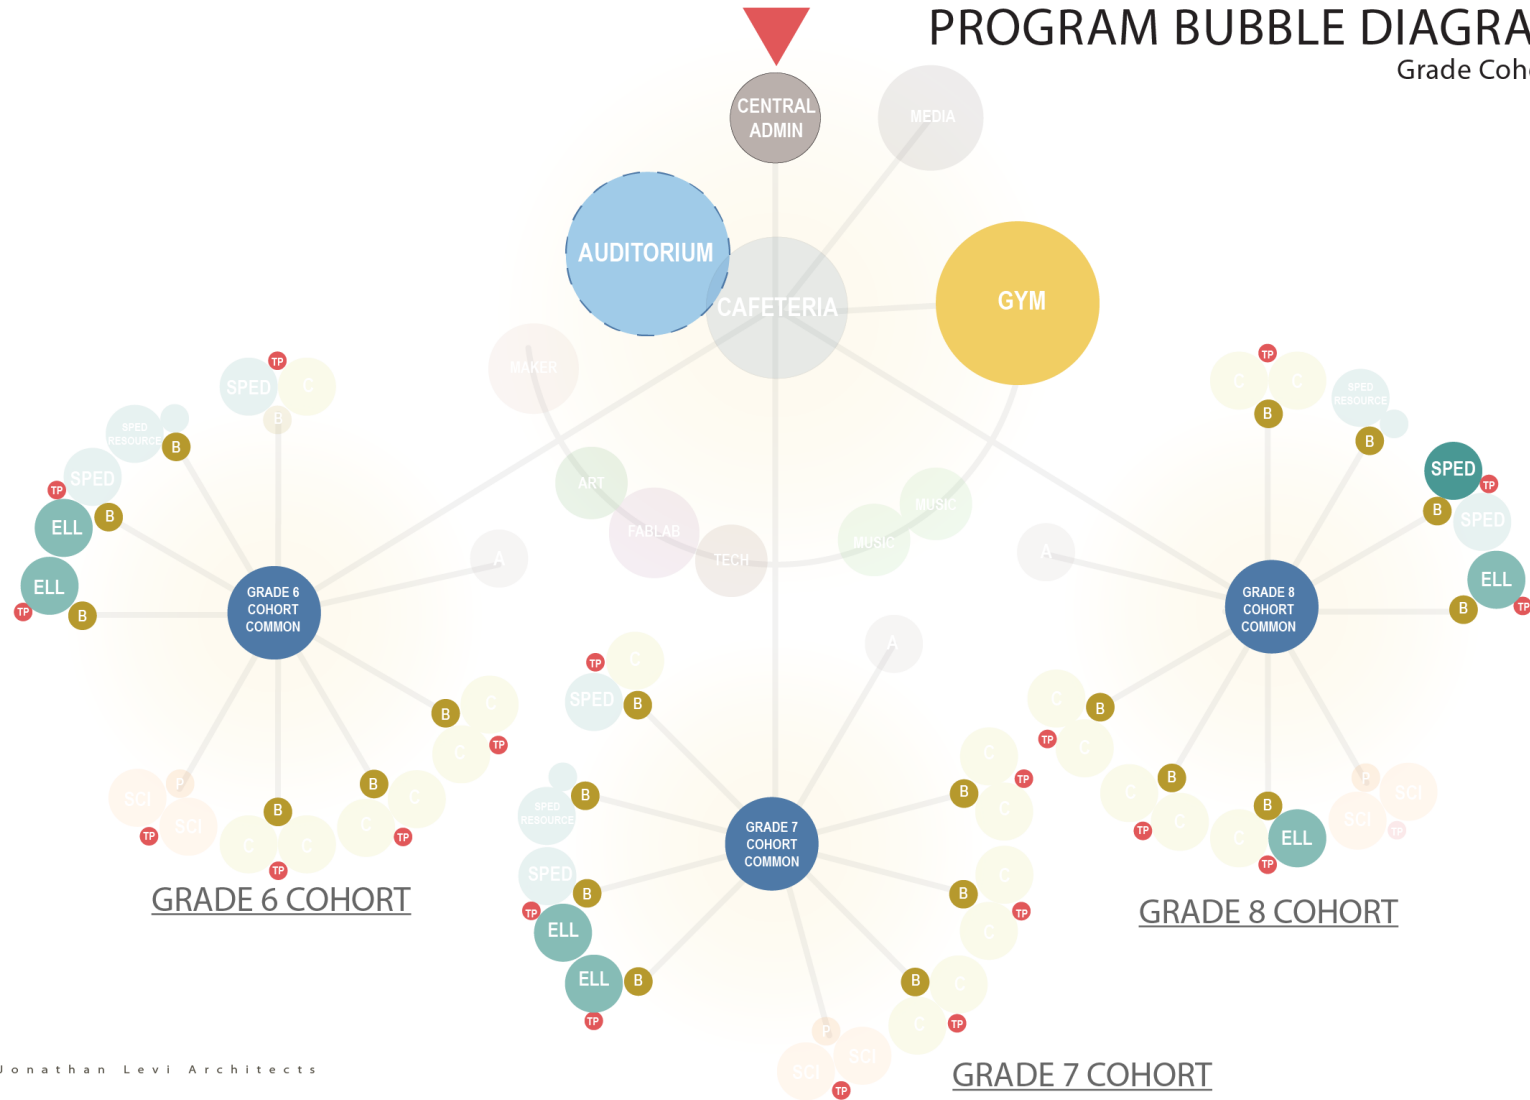 PROGRAM BUBBLE DIAGRA
Grade Coho
CENTRAL
ADMIN
MEDIA
AUDITORIUM
CAFETERIA
GYM
MAKER
ART
FABLAB
TECH
MUSIC
MUSIC
TP
SPED
C
B
SPED
RESOURCE
B
SPED
TP
ELL
B
ELL
TP
B
GRADE 6
COHORT
COMMON
A
B
C
C
TP
B
C
C
TP
B
C
C
TP
P
SCI
SCI
TP
GRADE 6 COHORT
TP
C
SPED
B
A
SPED
RESOURCE
B
SPED
B
TP
ELL
ELL
B
TP
GRADE 7
COHORT
COMMON
C
B
TP
C
C
B
TP
C
B
C
C
TP
P
SCI
SCI
TP
GRADE 7 COHORT
TP
C
C
B
SPED
RESOURCE
B
SPED
TP
B
SPED
ELL
B
TP
A
GRADE 8
COHORT
COMMON
C
B
TP
C
B
C
C
TP
B
C
ELL
TP
P
SCI
SCI
TP
GRADE 8 COHORT
Jonathan Levi Architects